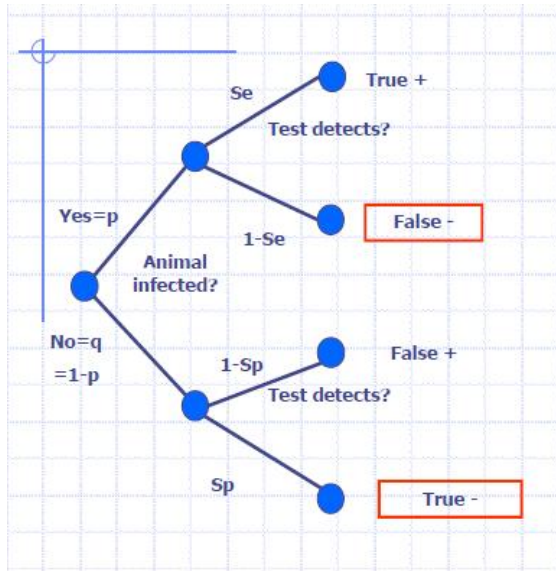 Se
True +
Test detects?
Yes=p
False -
1-Se
Animal
infected?
No=q
=1-p
1-Sp
False +
Test detects?
Sp
True -